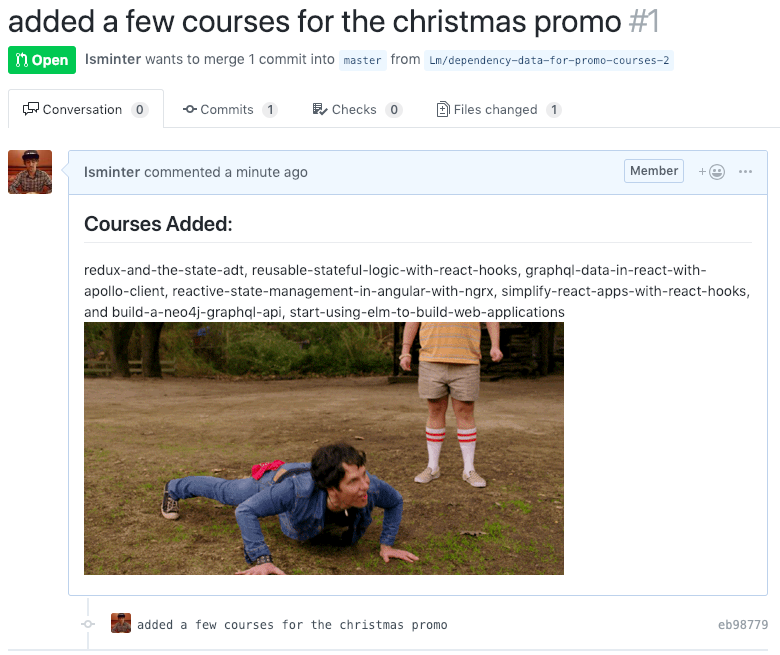 added a few courses for the christmas promo #1
Open lsminter wants to merge 1 commit into master from Lm/dependency-data-for-promo-courses-2
Conversation 0 Commits 1 Checks 0 Files changed 1
lsminter commented a minute ago Member
Courses Added:
redux-and-the-state-adt, reusable-stateful-logic-with-react-hooks, graphql-data-in-react-with-
apollo-client, reactive-state-management-in-angular-with-ngrx, simplify-react-apps-with-react-hooks,
and build-a-neo4j-graphql-api, start-using-elm-to-build-web-applications
added a few courses for the christmas promo eb98779